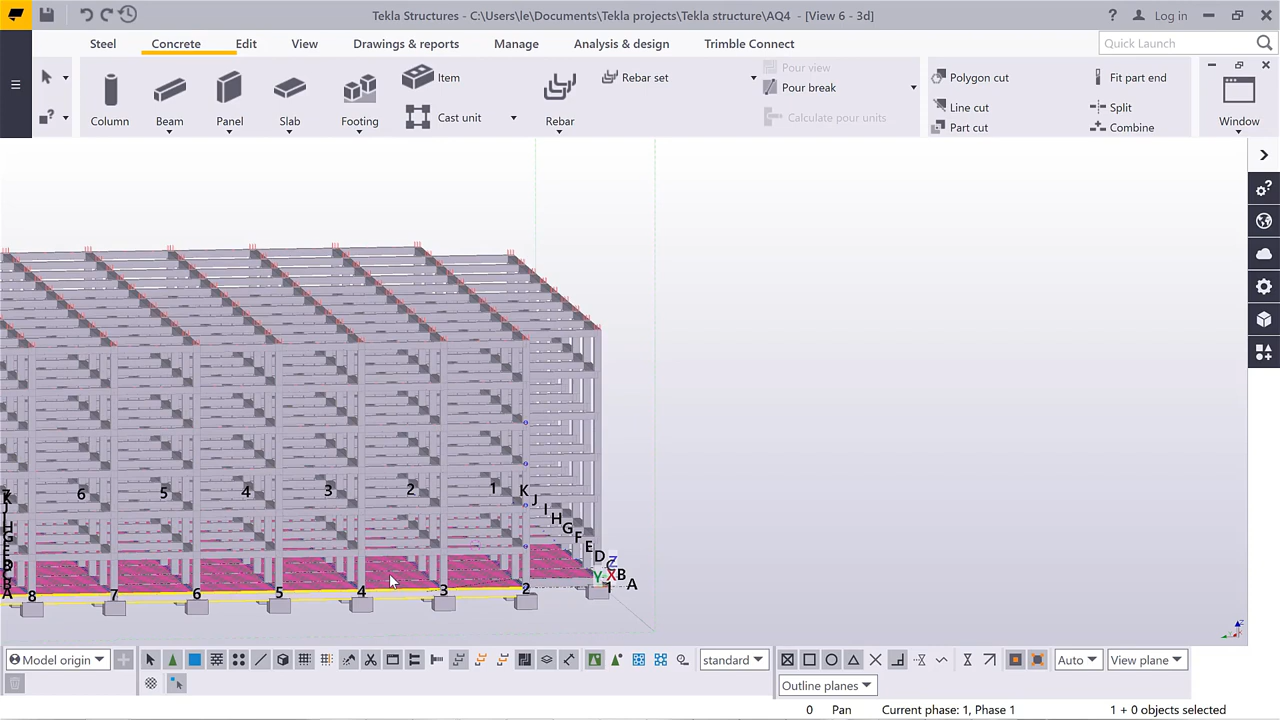 Tekla Structures - C:\Users\le\Documents\Tekla projects\Tekla structure\AQ4 - [View 6 - 3d]
? Log in
Steel Concrete Edit View Drawings & reports Manage Analysis & design Trimble Connect Quick Launch
Column Beam Panel Slab Footing Item Cast unit Rebar Rebar set
Pour view
Pour break
Calculate pour units
Polygon cut
Line cut
Part cut
Fit part end
Split
Combine
Window
6 5 4 3 2 1 K
J
I
H
G
F
E
D
Z
Y X B A
1
8 7 6 5 4 3 2
Model origin standard Auto View plane
Outline planes
0 Pan Current phase: 1, Phase 1 1 + 0 objects selected